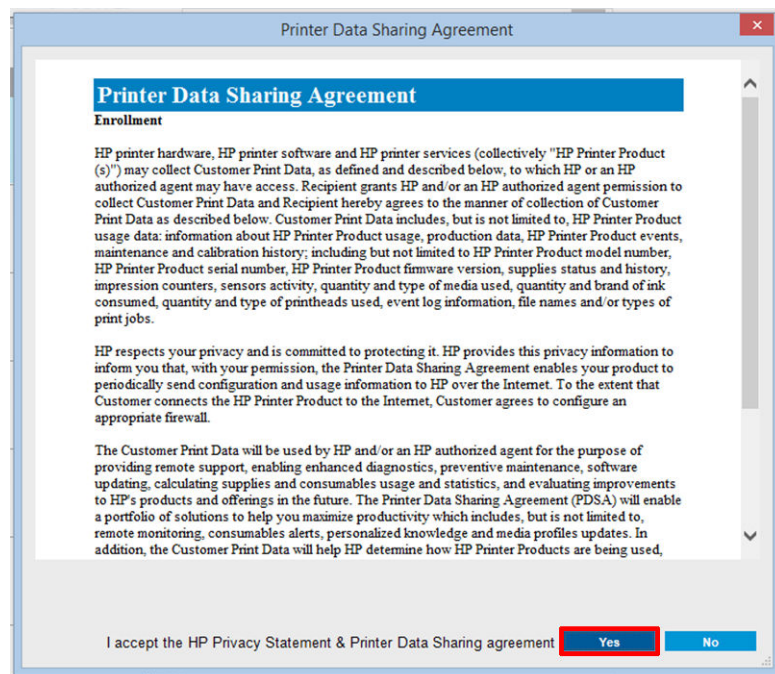 Printer Data Sharing Agreement
Printer Data Sharing Agreement
Enrollment
HP printer hardware, HP printer software and HP printer services (collectively "HP Printer Product
(s)") may collect Customer Print Data, as defined and described below, to which HP or an HP
authorized agent may have access. Recipient grants HP and/or an HP authorized agent permission to
collect Customer Print Data and Recipient hereby agrees to the manner of collection of Customer
Print Data as described below. Customer Print Data includes, but is not limited to, HP Printer Product
usage data: information about HP Printer Product usage, production data, HP Printer Product events,
maintenance and calibration history; including but not limited to HP Printer Product model number,
HP Printer Product serial number, HP Printer Product firmware version, supplies status and history,
impression counters, sensors activity, quantity and type of media used, quantity and brand of ink
consumed, quantity and type of printheads used, event log information, file names and/or types of
print jobs.
HP respects your privacy and is committed to protecting it. HP provides this privacy information to
inform you that, with your permission, the Printer Data Sharing Agreement enables your product to
periodically send configuration and usage information to HP over the Internet. To the extent that
Customer connects the HP Printer Product to the Internet, Customer agrees to configure an
appropriate firewall.
The Customer Print Data will be used by HP and/or an HP authorized agent for the purpose of
providing remote support, enabling enhanced diagnostics, preventive maintenance, software
updating, calculating supplies and consumables usage and statistics, and evaluating improvements
to HP's products and offerings in the future. The Printer Data Sharing Agreement (PDSA) will enable
a portfolio of solutions to help you maximize productivity which includes, but is not limited to,
remote monitoring, consumables alerts, personalized knowledge and media profiles updates. In
addition, the Customer Print Data will help HP determine how HP Printer Products are being used,
I accept the HP Privacy Statement & Printer Data Sharing agreement Yes No